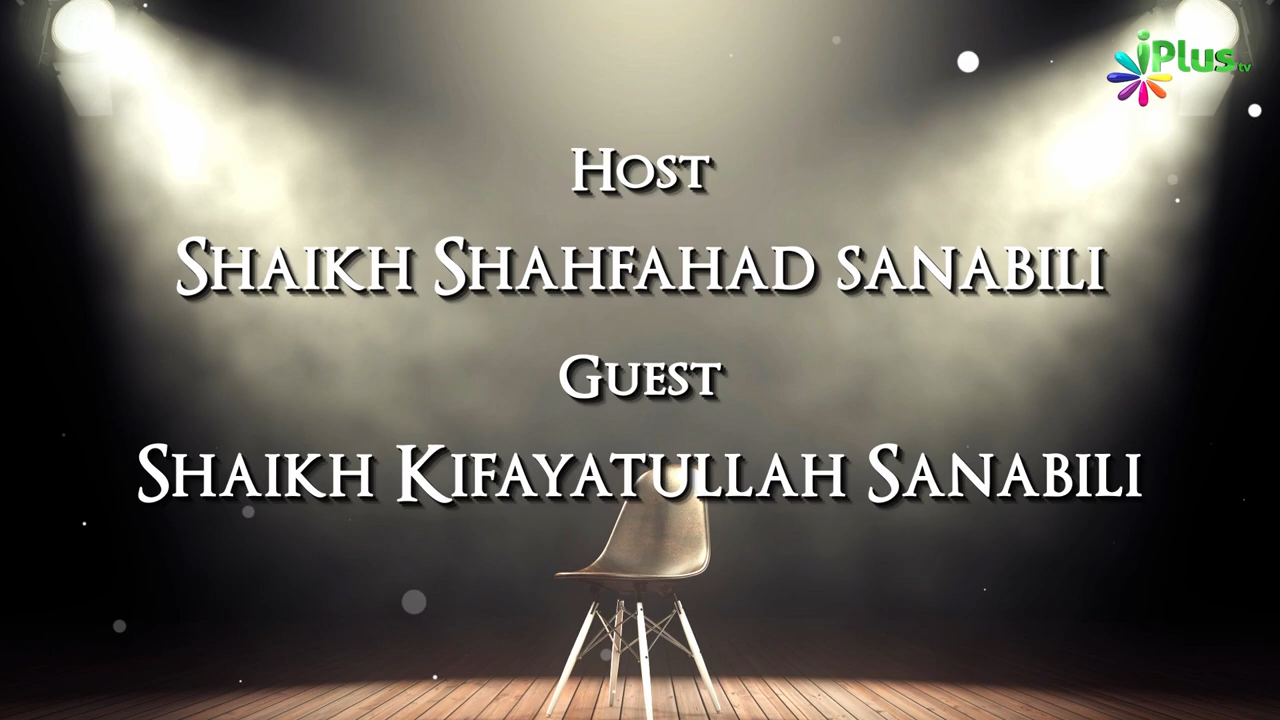 iPlus tv
Host
Shaikh Shahfahad sanabili
Guest
Shaikh Kifayatullah Sanabili